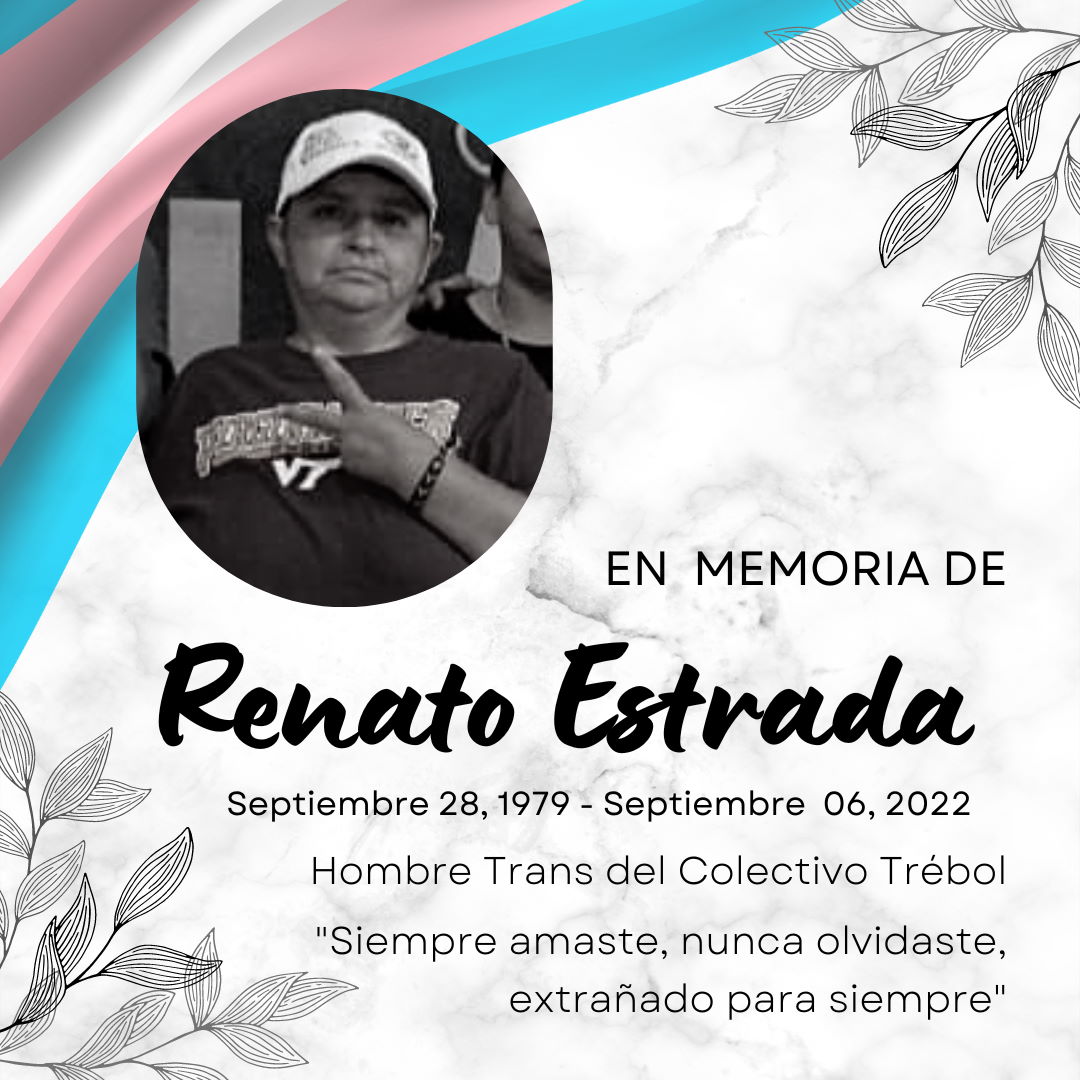 VT
EN MEMORIA DE
Renato Estrada
Septiembre 28, 1979 - Septiembre 06, 2022
Hombre Trans del Colectivo Trébol
"Siempre amaste, nunca olvidaste,
extrañado para siempre"